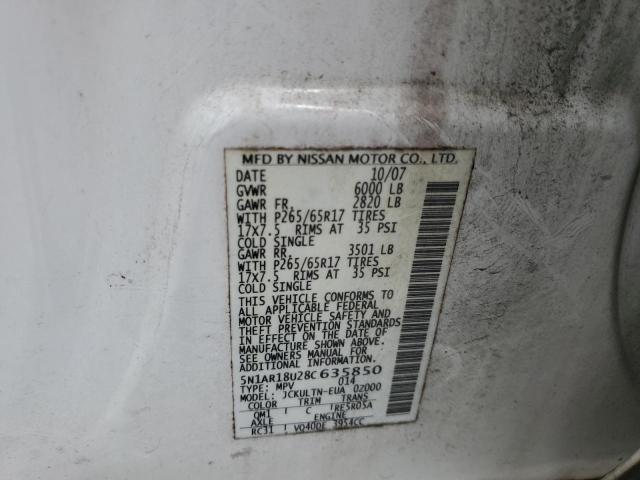 MFD BY NISSAN MOTOR CO., LTD.
DATE 10/07
GVWR 6000 LB
GAWR FR. 2820 LB
WITH P265/65R17 TIRES
17X7.5 RIMS AT 35 PSI
COLD SINGLE
GAWR RR. 3501 LB
WITH P265/65R17 TIRES
17X7.5 RIMS AT 35 PSI
COLD SINGLE
THIS VEHICLE CONFORMS TO
ALL APPLICABLE FEDERAL
MOTOR VEHICLE SAFETY AND
THEFT PREVENTION STANDARDS
IN EFFECT ON THE DATE OF
MANUFACTURE SHOWN ABOVE.
SEE OWNERS MANUAL FOR
ADDITIONAL INFORMATION.
5N1AR18U28C635850
TYPE: MPV 014
MODEL: JCKULTN-EUA 02000
COLOR TRIM TRANS
QM1 C TRE5R05A
AXLE ENGINE
RC31 VQ40DE 3954CC